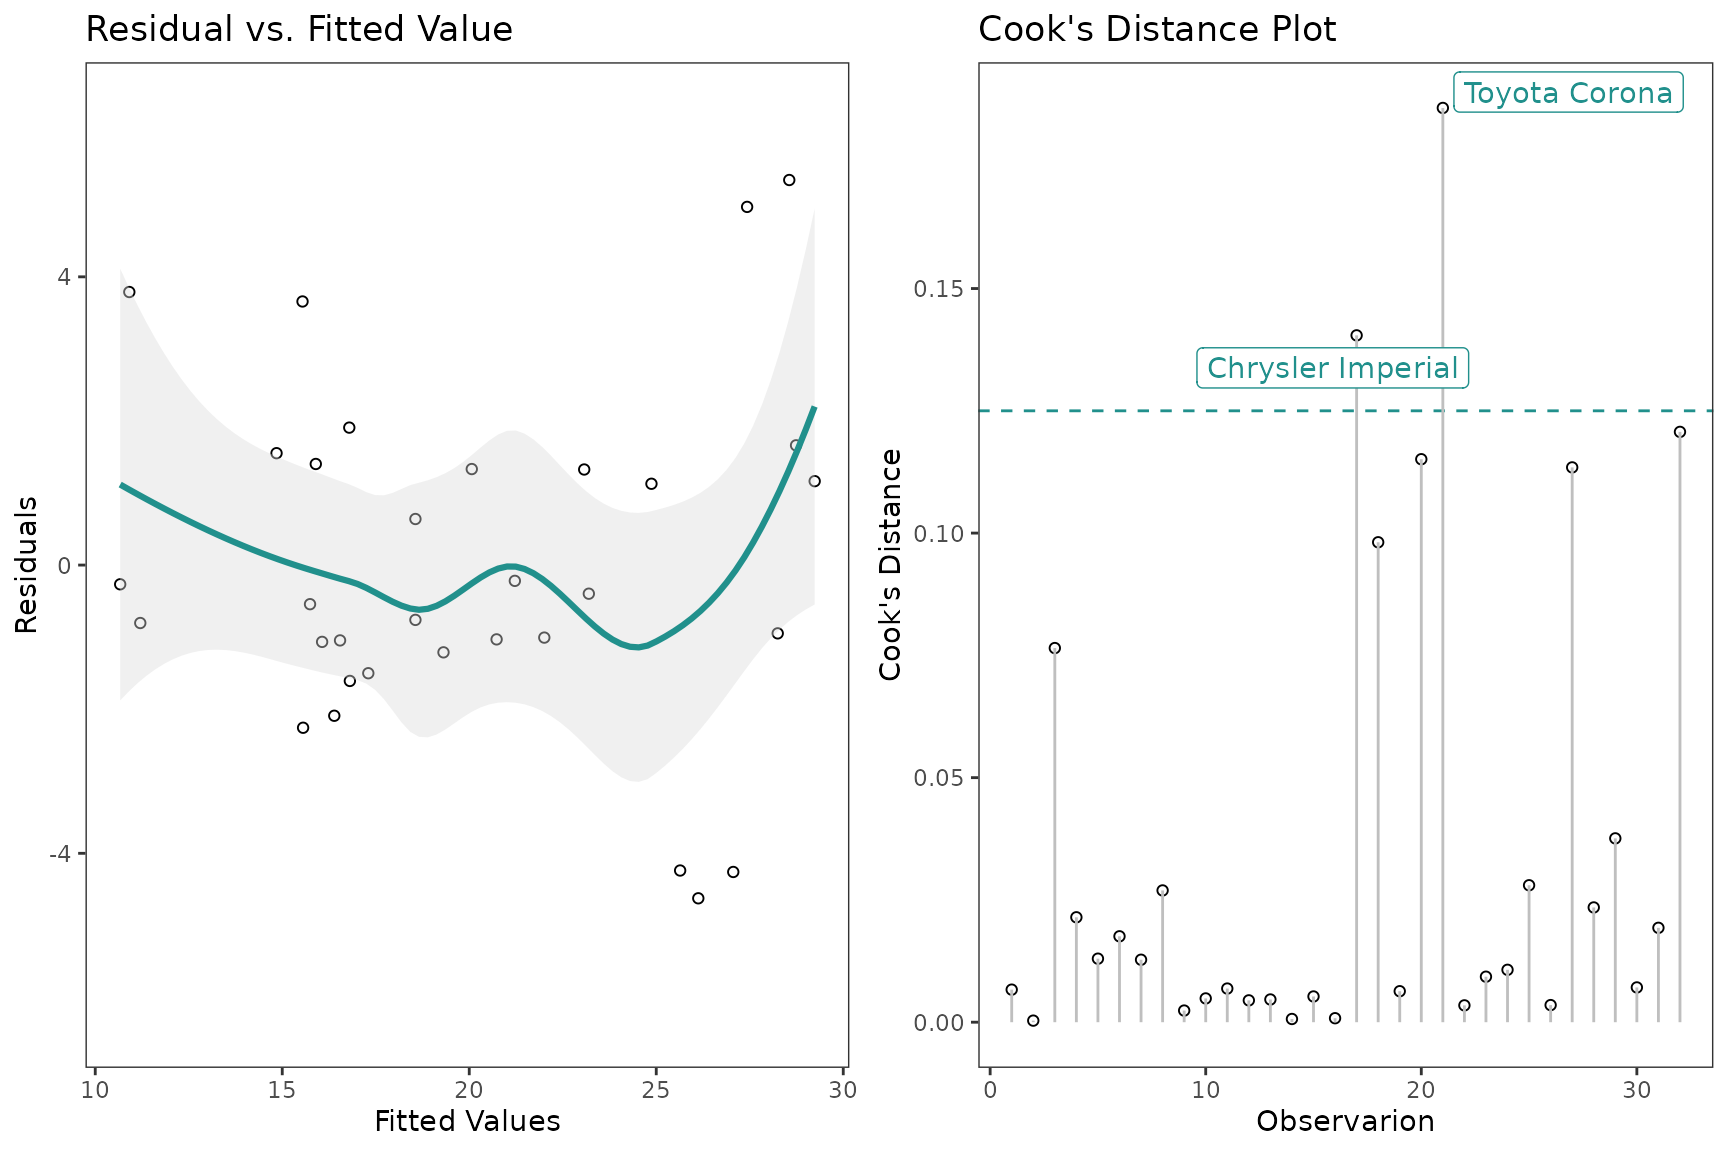 Residual vs. Fitted Value
Residuals
4
0
-4
10 15 20 25 30
Fitted Values
Cook's Distance Plot
Toyota Corona
Chrysler Imperial
Cook's Distance
0.15
0.10
0.05
0.00
0 10 20 30
Observarion